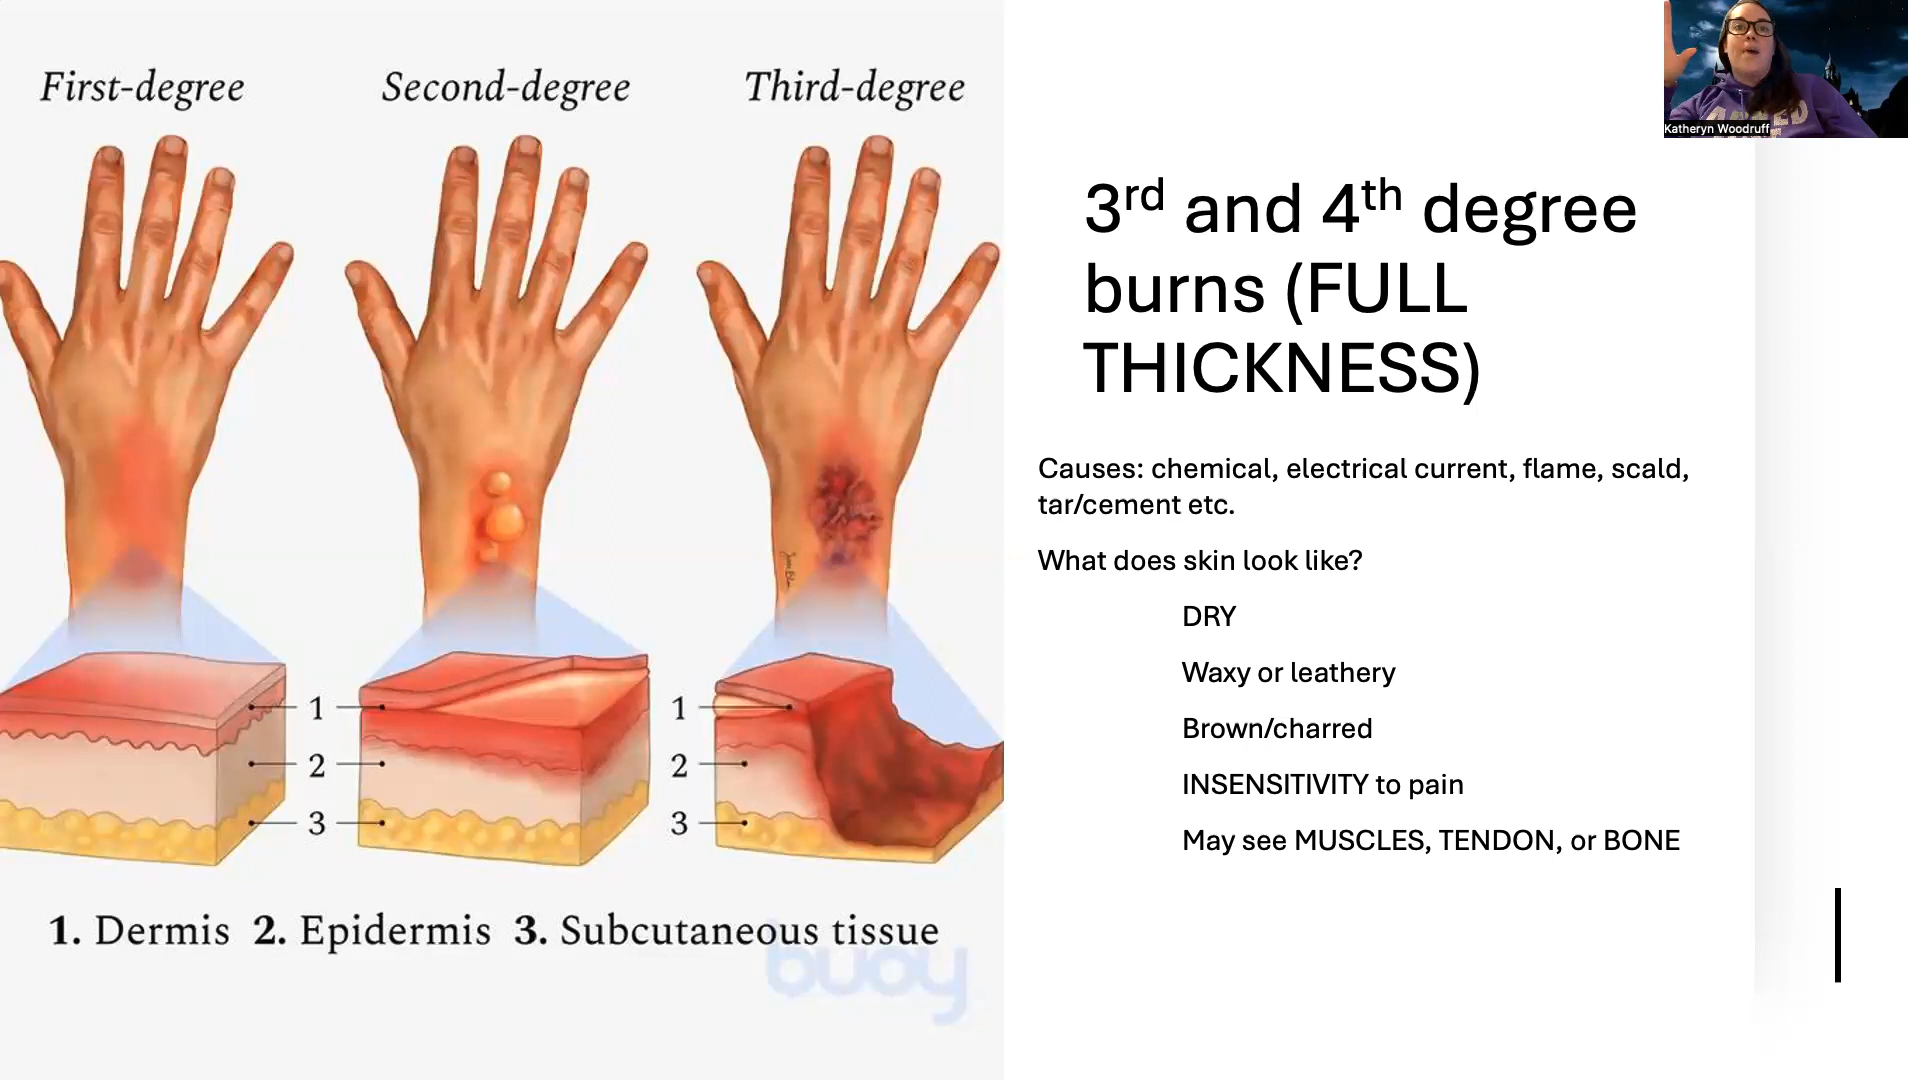 First-degree
Second-degree
Third-degree
1
2
3
1
2
3
1. Dermis 2. Epidermis 3. Subcutaneous tissue
buoy
Katheryn Woodruff
3rd and 4th degree
burns (FULL
THICKNESS)
Causes: chemical, electrical current, flame, scald,
tar/cement etc.
What does skin look like?
DRY
Waxy or leathery
Brown/charred
INSENSITIVITY to pain
May see MUSCLES, TENDON, or BONE